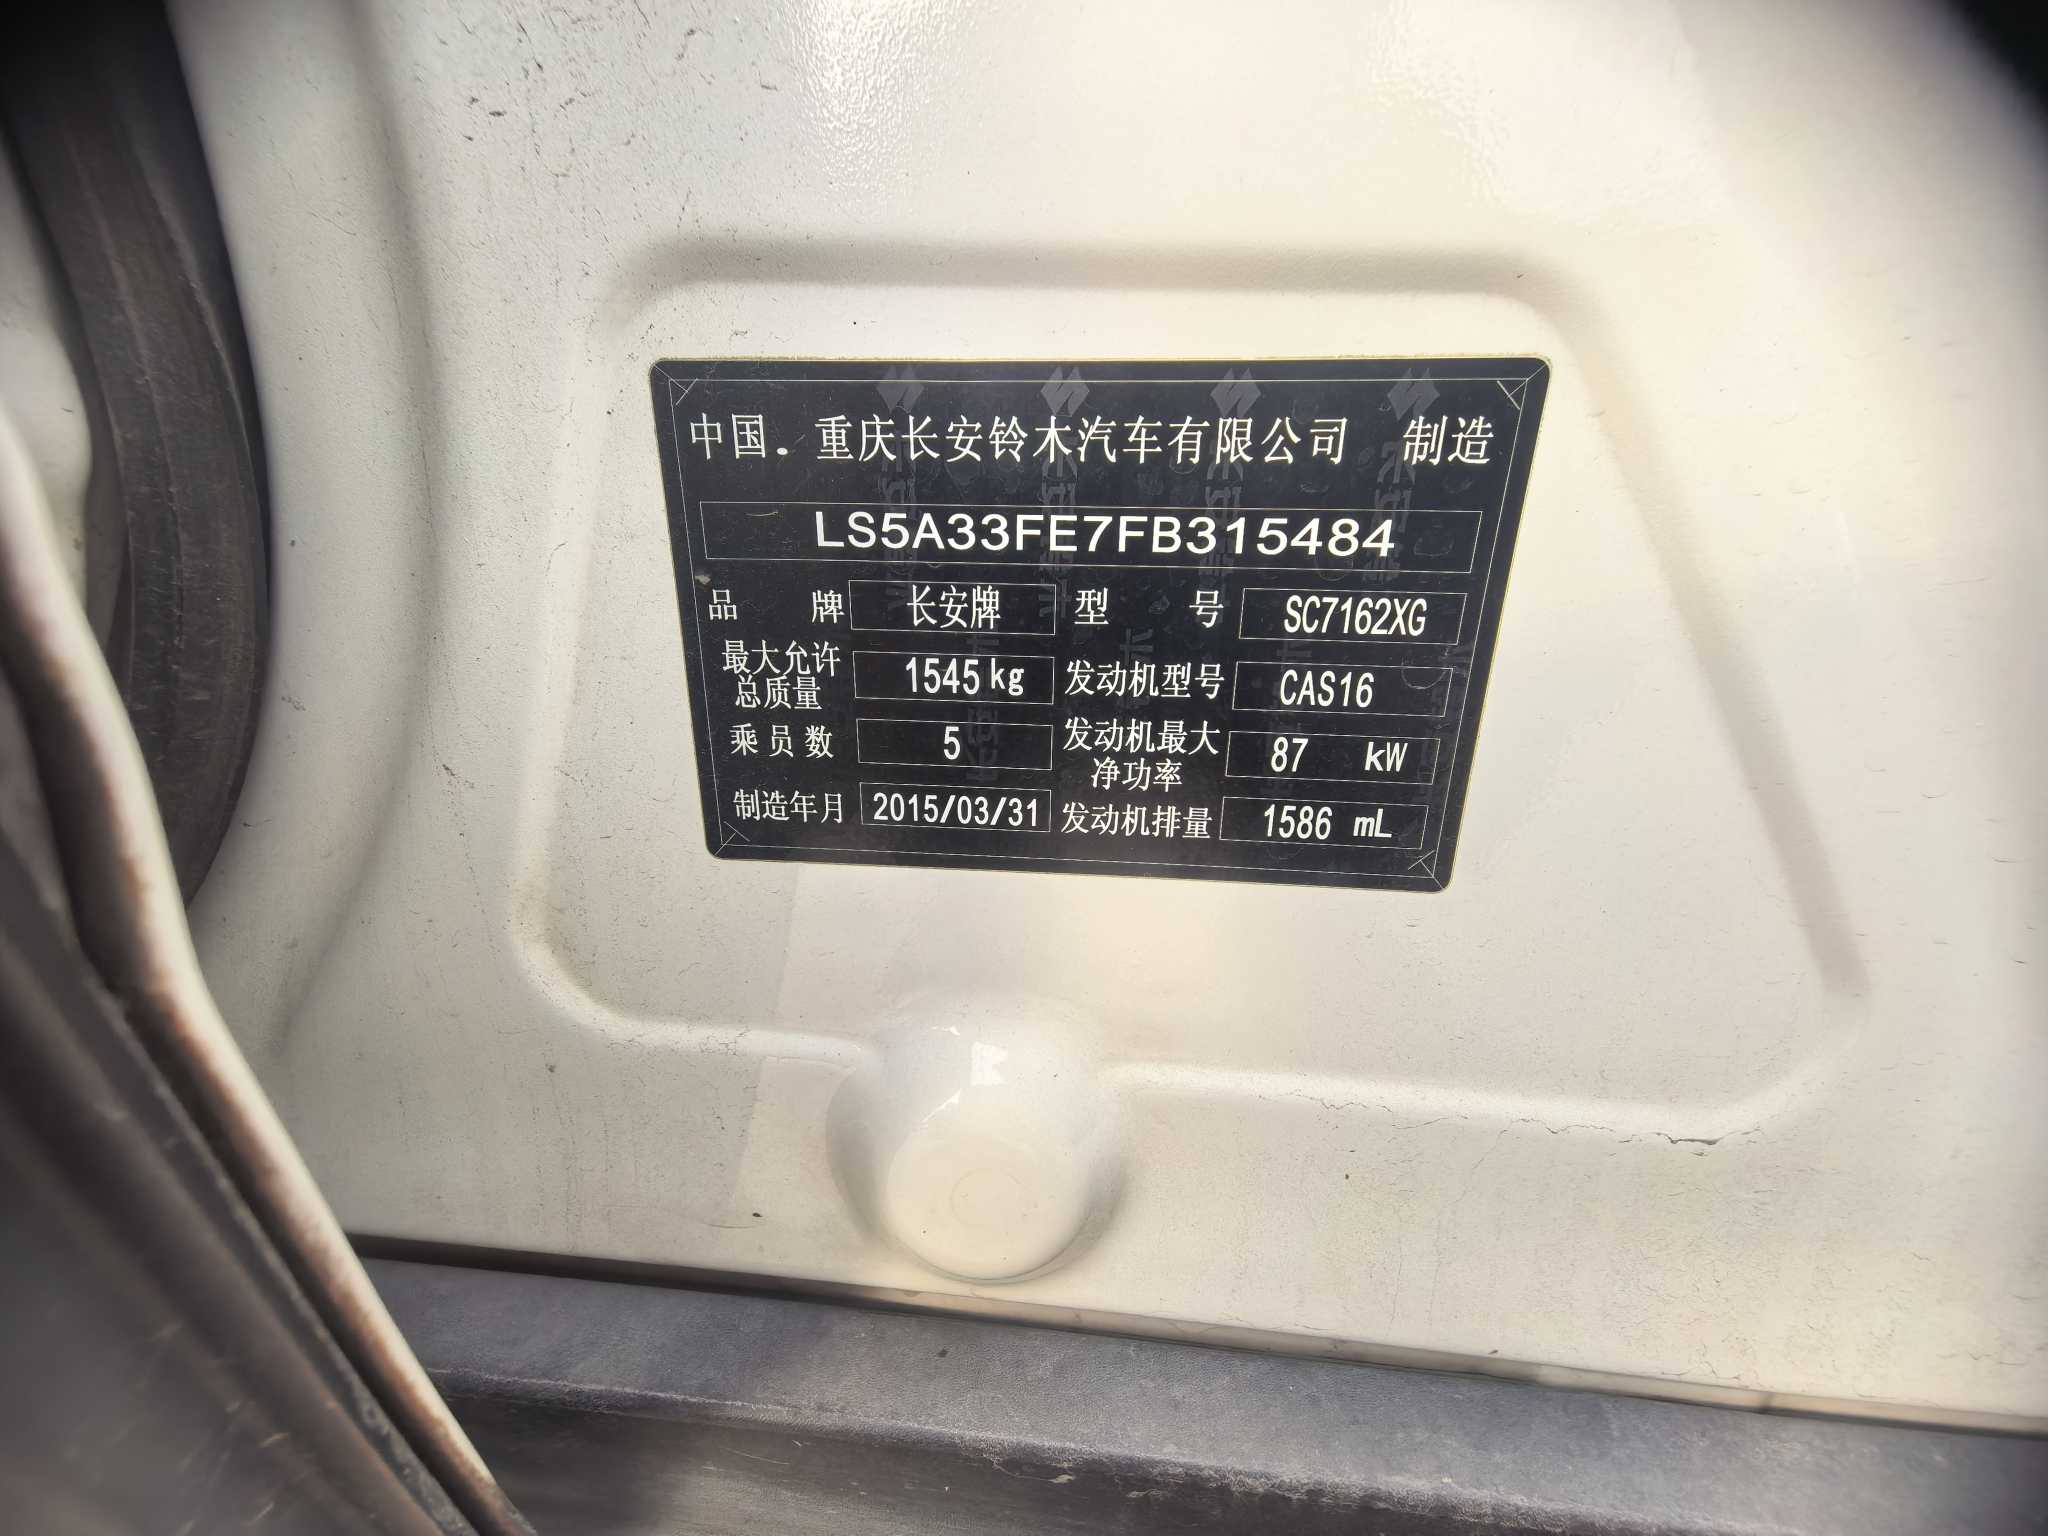 中国．重庆长安铃木汽车有限公司 制造
LS5A33FE7FB315484
品 牌 长安牌 型 号 SC7162XG
最大允许总质量 1545kg 发动机型号 CAS16
乘员数 5 发动机最大净功率 87 kW
制造年月 2015/03/31 发动机排量 1586 mL